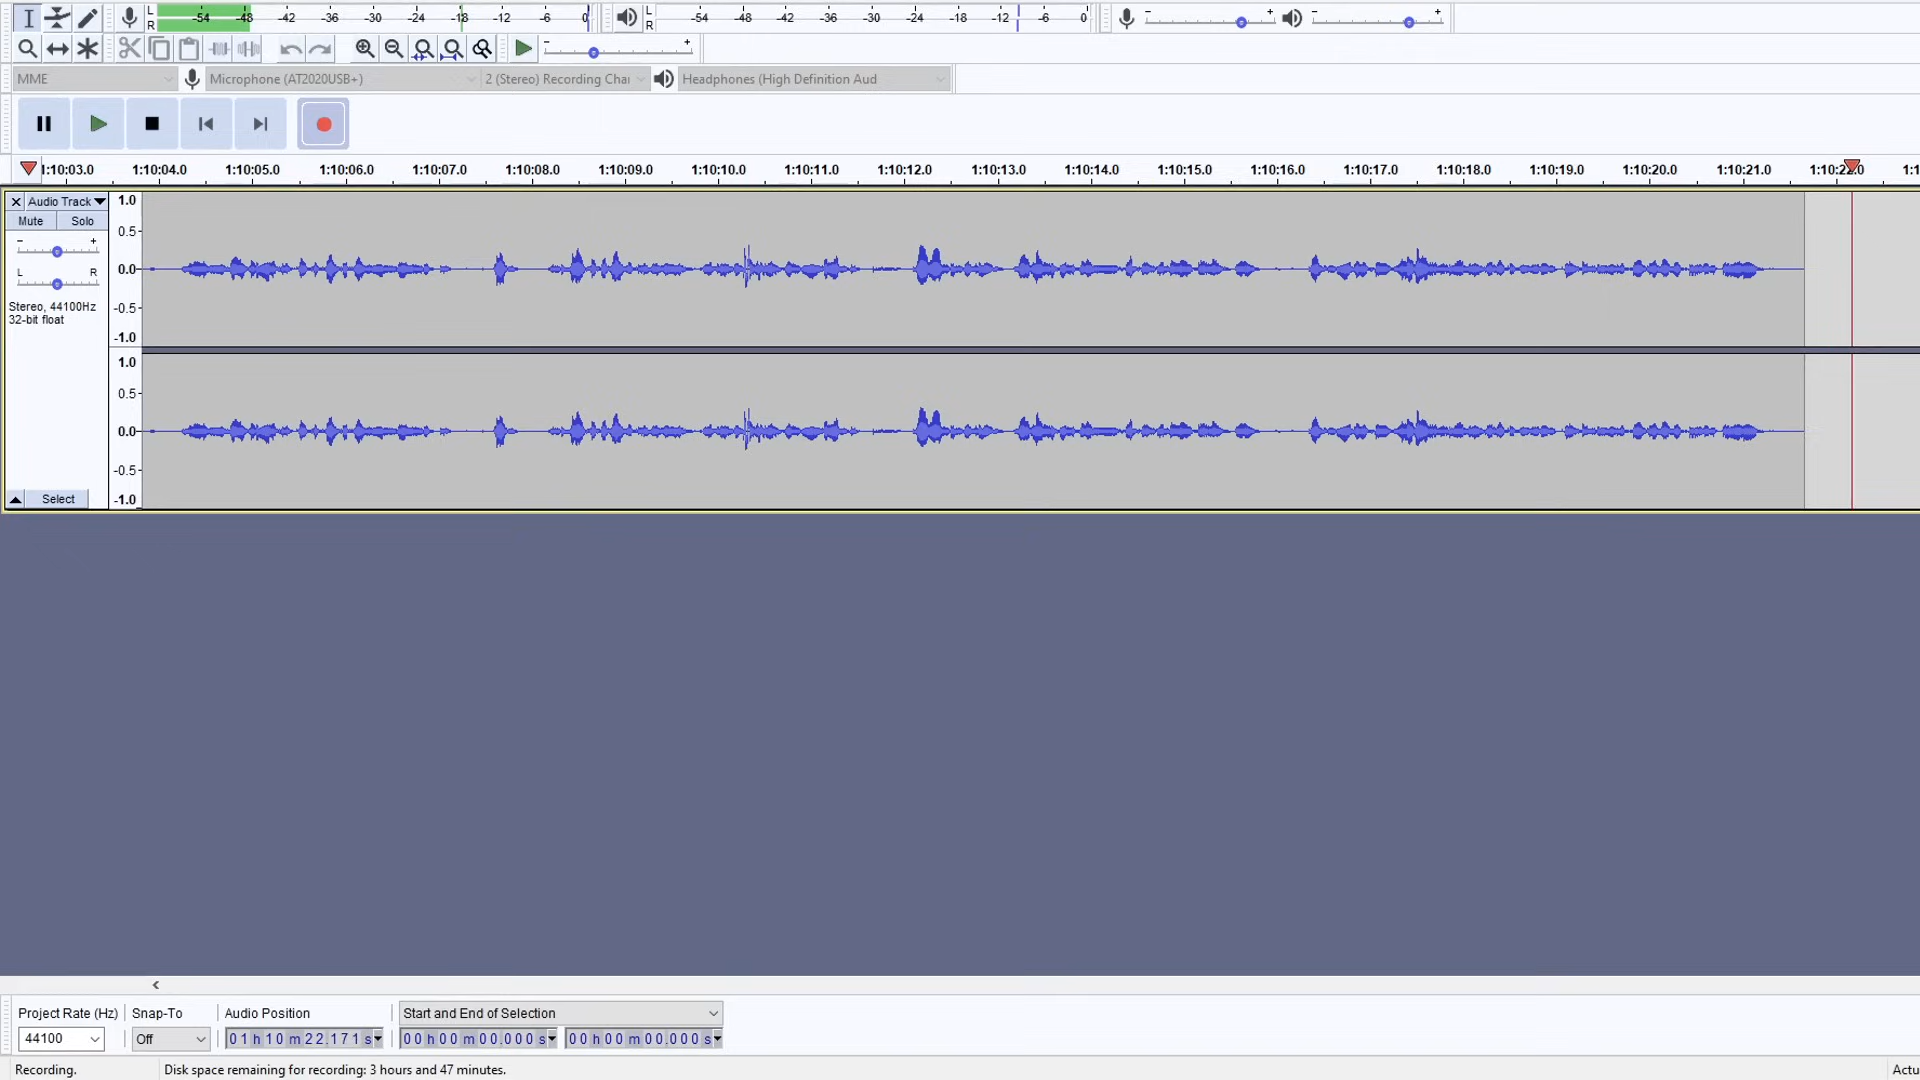 L -54 -48 -42 -36 -30 -24 -18 -12 -6 0 L -54 -48 -42 -36 -30 -24 -18 -12 -6 0 - +  - +
R R
- +
MME Microphone (AT2020USB+) 2 (Stereo) Recording Chai Headphones (High Definition Aud
1:10:03.0 1:10:04.0 1:10:05.0 1:10:06.0 1:10:07.0 1:10:08.0 1:10:09.0 1:10:10.0 1:10:11.0 1:10:12.0 1:10:13.0 1:10:14.0 1:10:15.0 1:10:16.0 1:10:17.0 1:10:18.0 1:10:19.0 1:10:20.0 1:10:21.0 1:10:22.0 1:1
Audio Track 1.0
Mute Solo
- + 0.5
L R 0.0
Stereo, 44100Hz -0.5
32-bit float
-1.0
1.0
0.5
0.0
-0.5
Select -1.0
Project Rate (Hz) Snap-To Audio Position Start and End of Selection
44100 Off 01 h 10 m 22.171 s 00 h 00 m 00.000 s 00 h 00 m 00.000 s
Recording. Disk space remaining for recording: 3 hours and 47 minutes. Actu